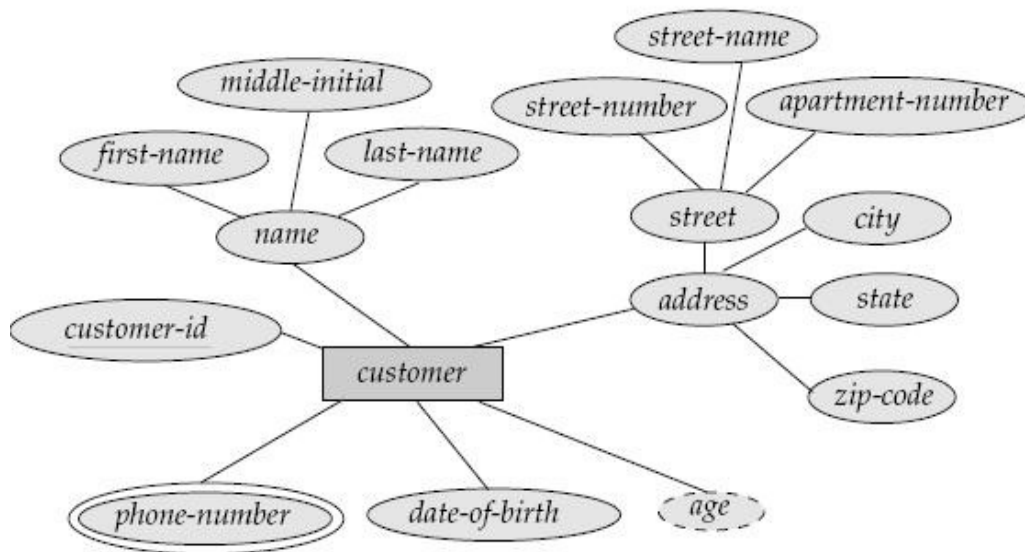 street-name
middle-initial
street-number
apartment-number
first-name
last-name
street
city
name
address
state
customer-id
customer
zip-code
phone-number
date-of-birth
age